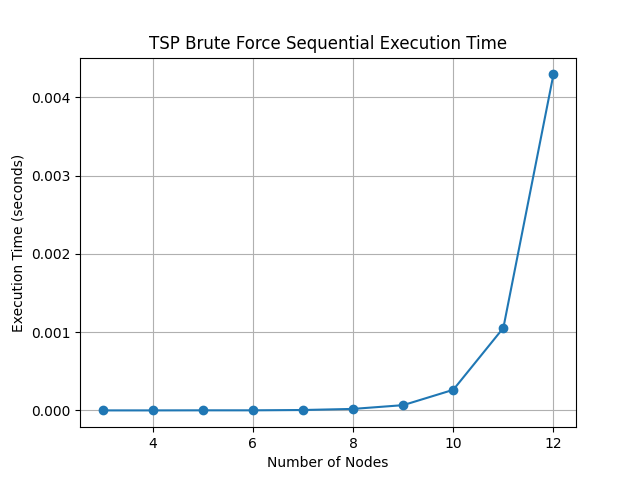 TSP Brute Force Sequential Execution Time
0.004
0.003
0.002
0.001
0.000
Execution Time (seconds)
4 6 8 10 12
Number of Nodes